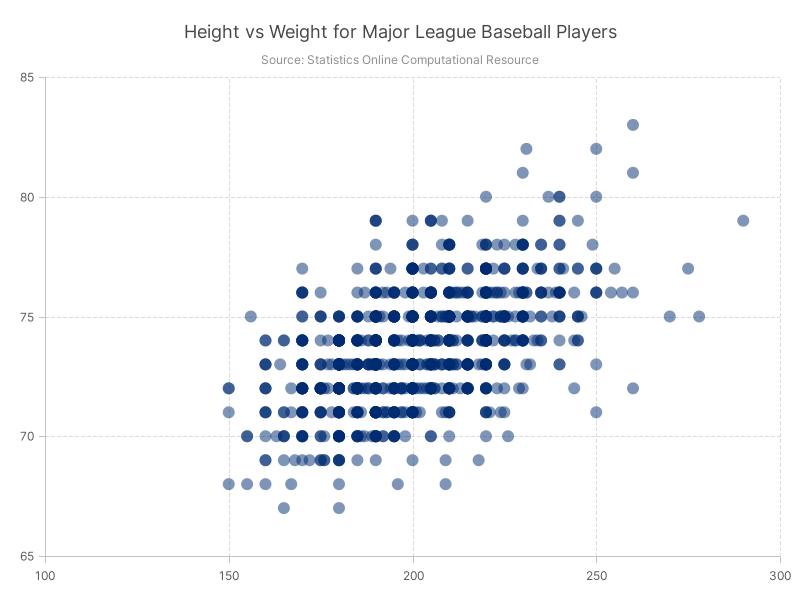 Height vs Weight for Major League Baseball Players
Source: Statistics Online Computational Resource
85
80
75
70
65
100 150 200 250 300